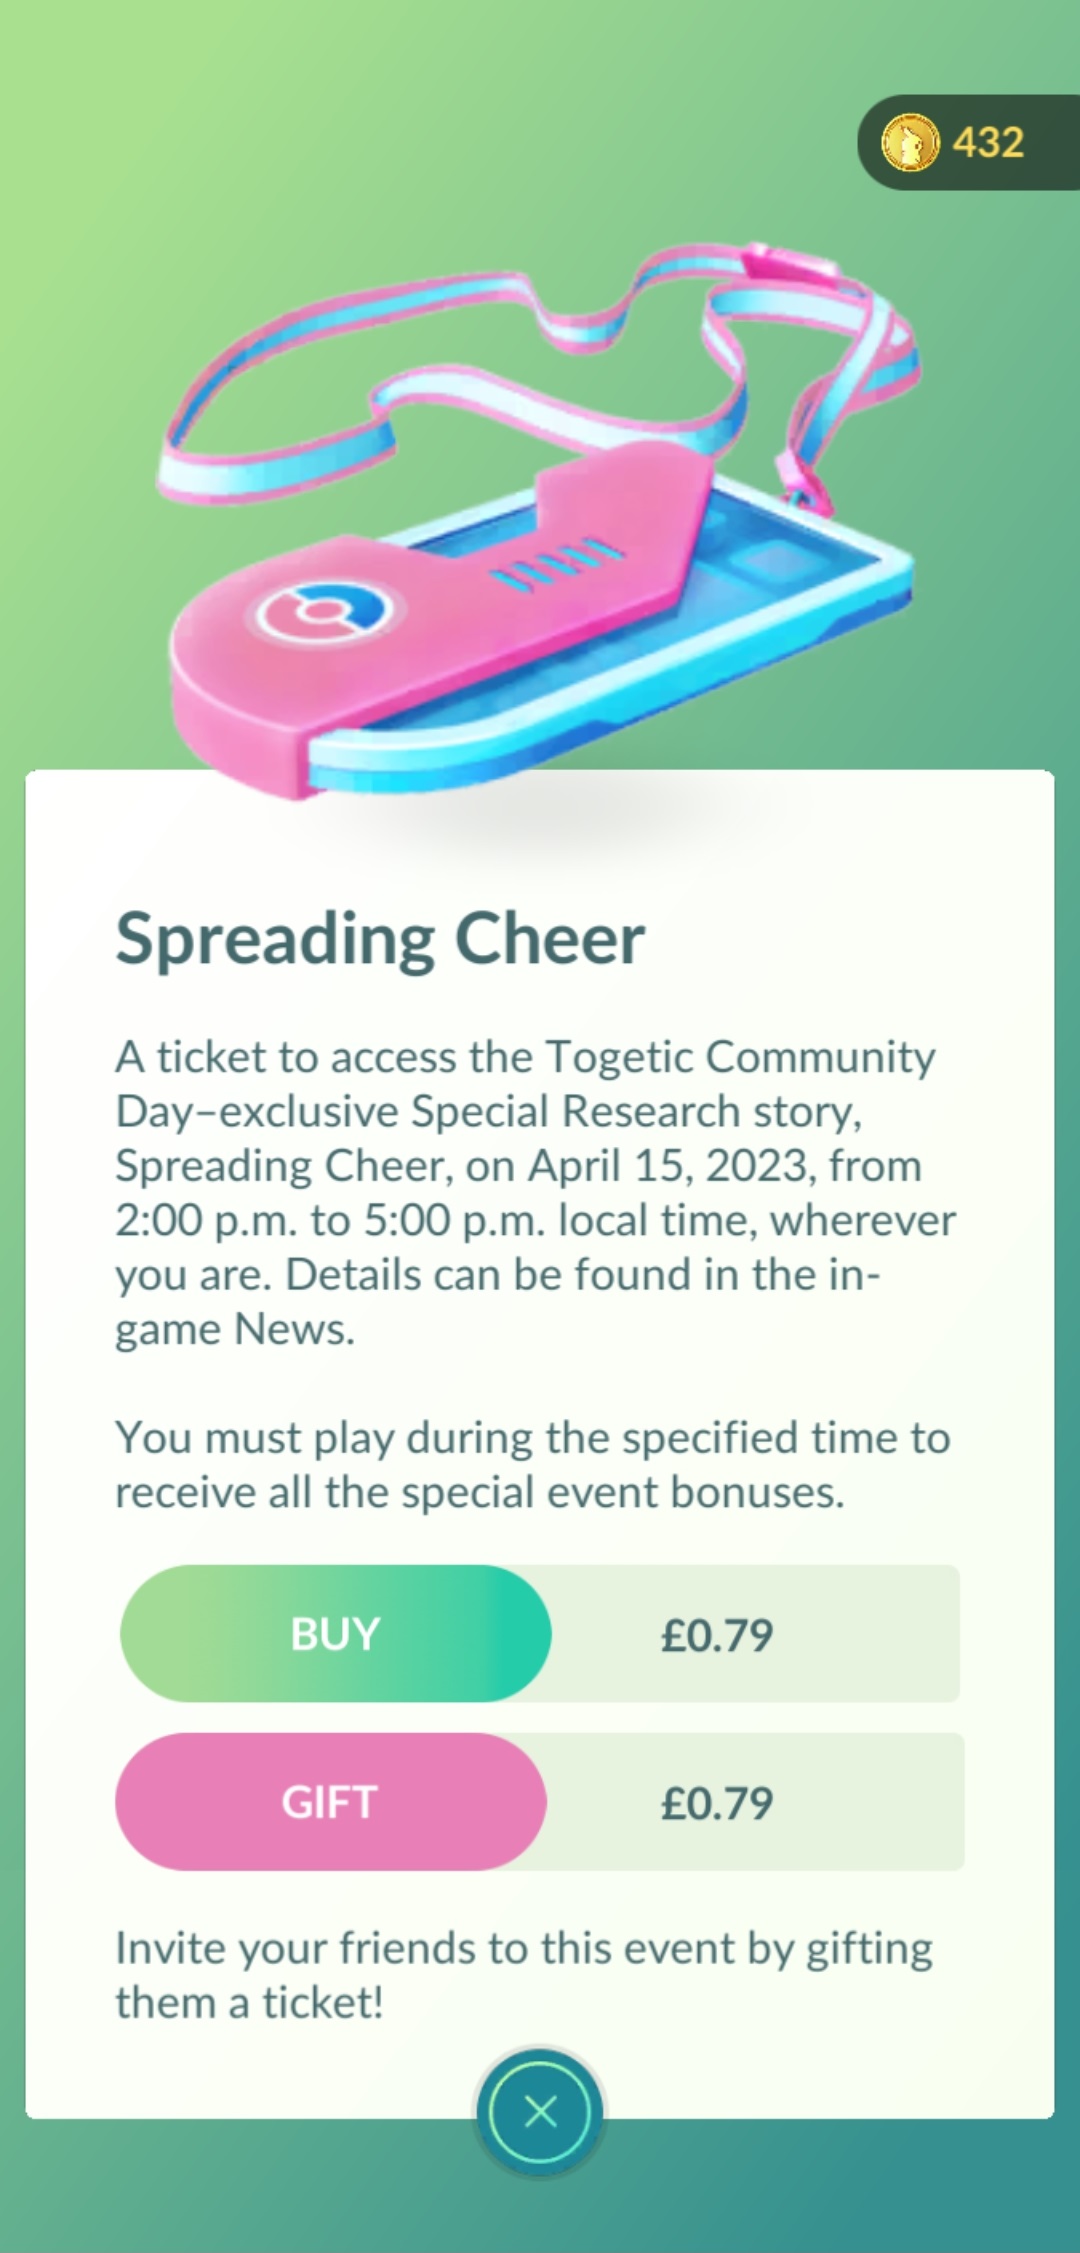 432
Spreading Cheer
A ticket to access the Togetic Community
Day–exclusive Special Research story,
Spreading Cheer, on April 15, 2023, from
2:00 p.m. to 5:00 p.m. local time, wherever
you are. Details can be found in the in-
game News.
You must play during the specified time to
receive all the special event bonuses.
BUY £0.79
GIFT £0.79
Invite your friends to this event by gifting
them a ticket!